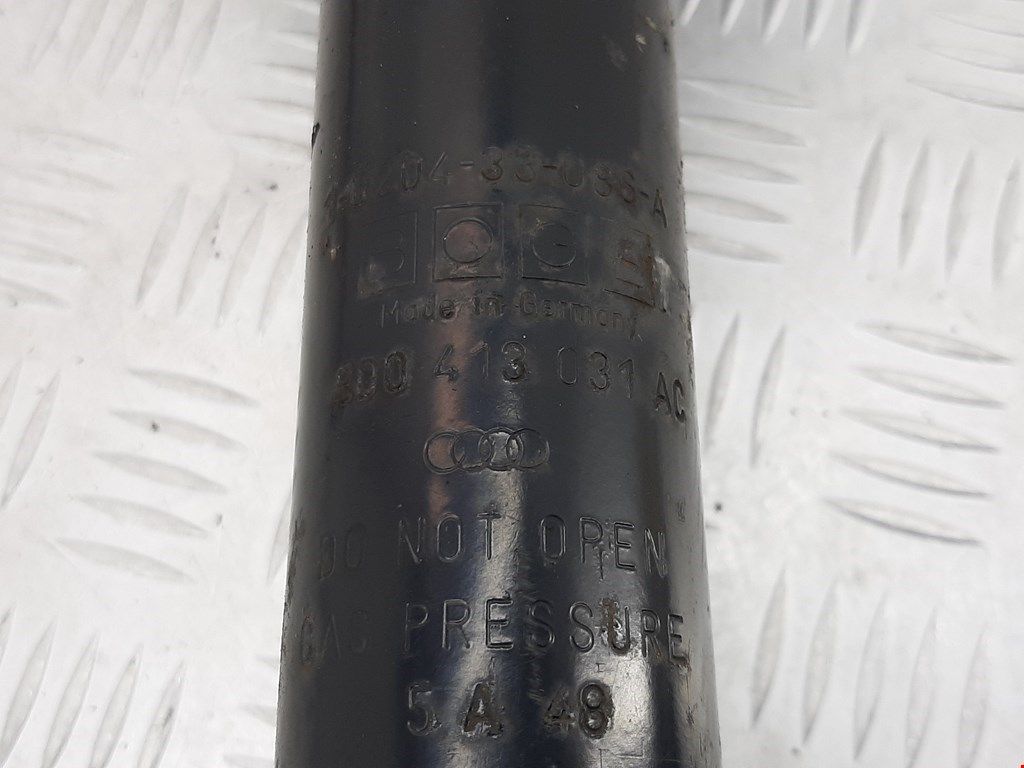 BOGE
Made in Germany
8D0 413 031 AC
DO NOT OPEN
GAS PRESSURE
5 A 48